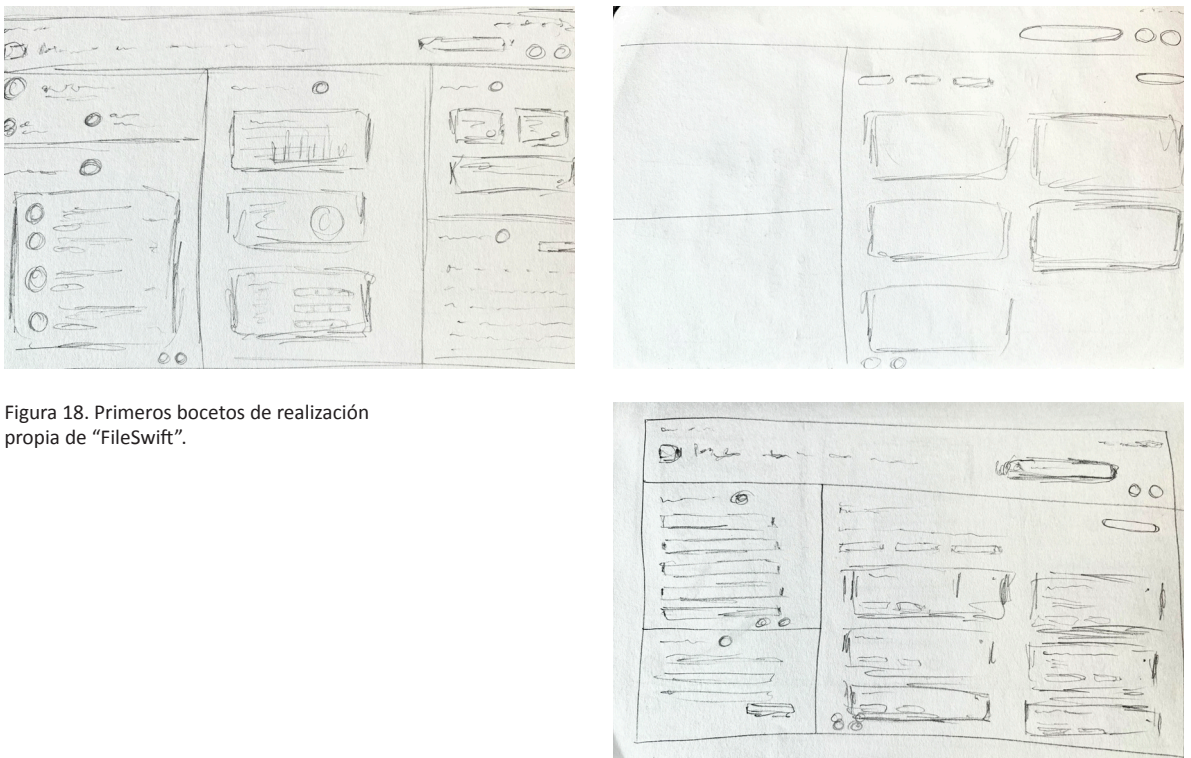 Figura 18. Primeros bocetos de realización
propia de “FileSwift”.